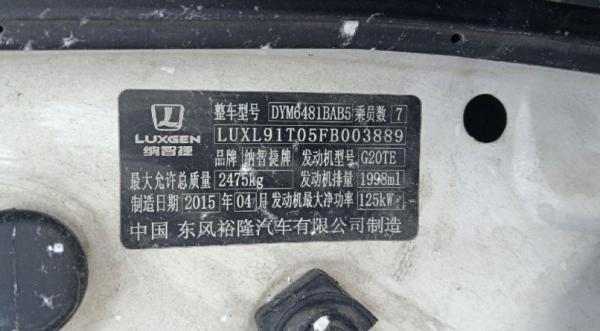 LUXGEN
纳智捷
整车型号 DYM6481BAB5 乘员数 7
LUXL91T05FB003889
品牌 纳智捷牌 发动机型号 G20TE
最大允许总质量 2475kg 发动机排量 1998ml
制造日期 2015 年 04 月 发动机最大净功率 125kW
中国 东风裕隆汽车有限公司制造